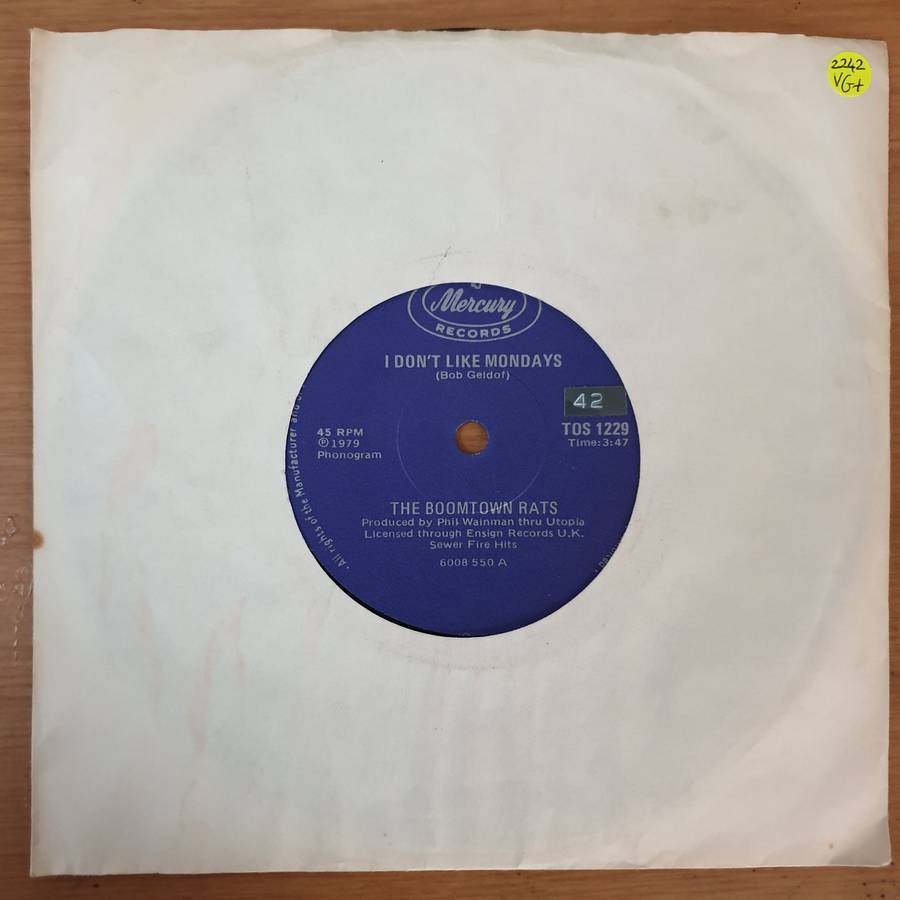 2242
VG+
Mercury
RECORDS
I DON'T LIKE MONDAYS
(Bob Geldof)
42
45 RPM
℗ 1979
Phonogram
TOS 1229
Time: 3:47
THE BOOMTOWN RATS
Produced by Phil Wainman thru Utopia
Licensed through Ensign Records U.K.
Sewer Fire Hits
6008 550 A
· All rights of the Manufacturer and